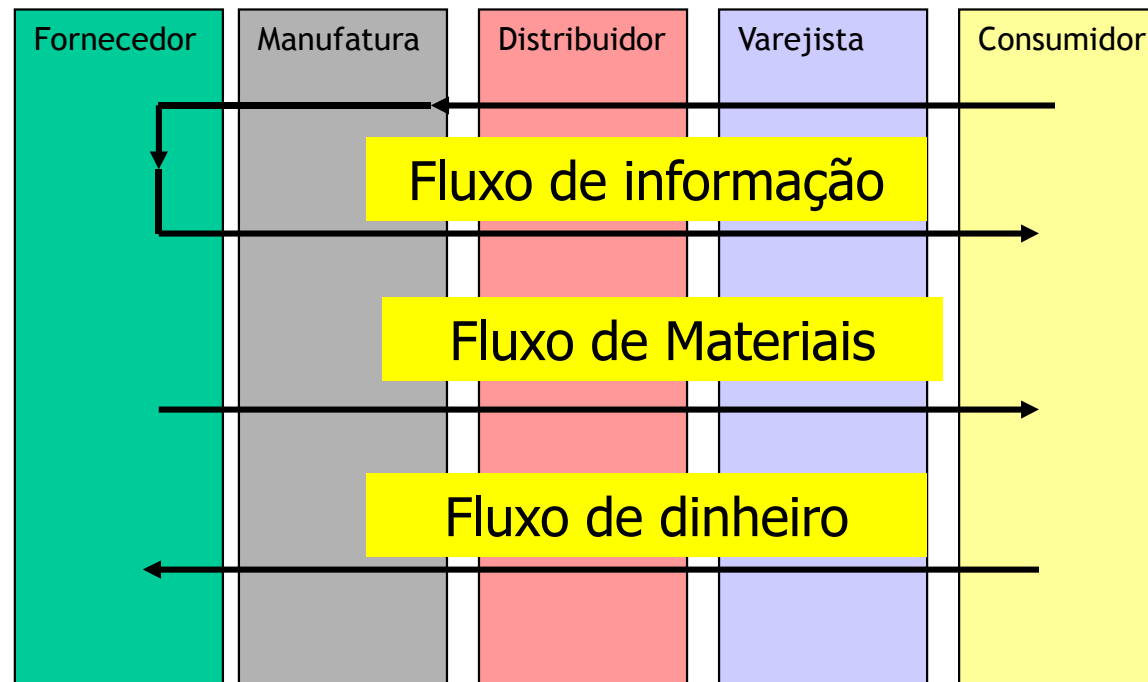 Fornecedor
Manufatura
Distribuidor
Varejista
Consumidor
Fluxo de informação
Fluxo de Materiais
Fluxo de dinheiro